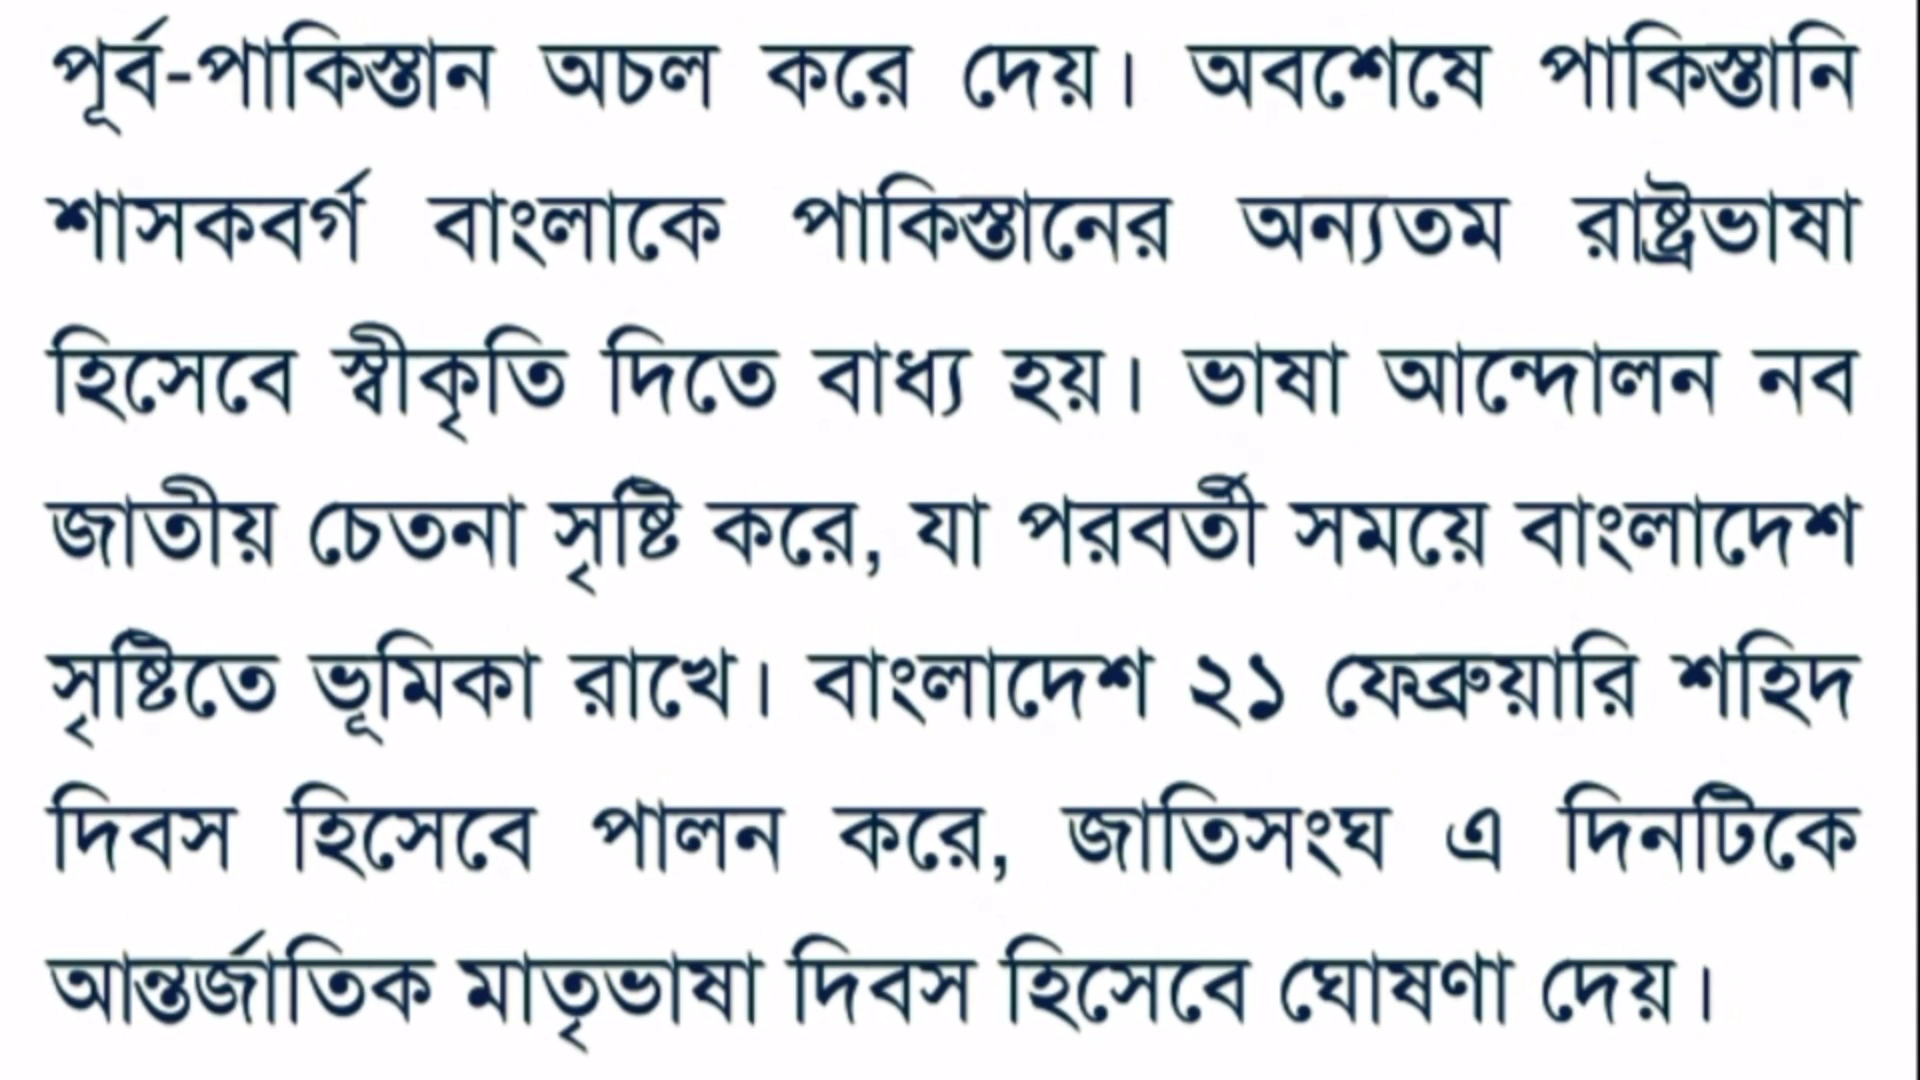 পূর্ব-পাকিস্তান অচল করে দেয়। অবশেষে পাকিস্তানি
শাসকবর্গ বাংলাকে পাকিস্তানের অন্যতম রাষ্ট্রভাষা
হিসেবে স্বীকৃতি দিতে বাধ্য হয়। ভাষা আন্দোলন নব
জাতীয় চেতনা সৃষ্টি করে, যা পরবর্তী সময়ে বাংলাদেশ
সৃষ্টিতে ভূমিকা রাখে। বাংলাদেশ ২১ ফেব্রুয়ারি শহিদ
দিবস হিসেবে পালন করে, জাতিসংঘ এ দিনটিকে
আন্তর্জাতিক মাতৃভাষা দিবস হিসেবে ঘোষণা দেয়।